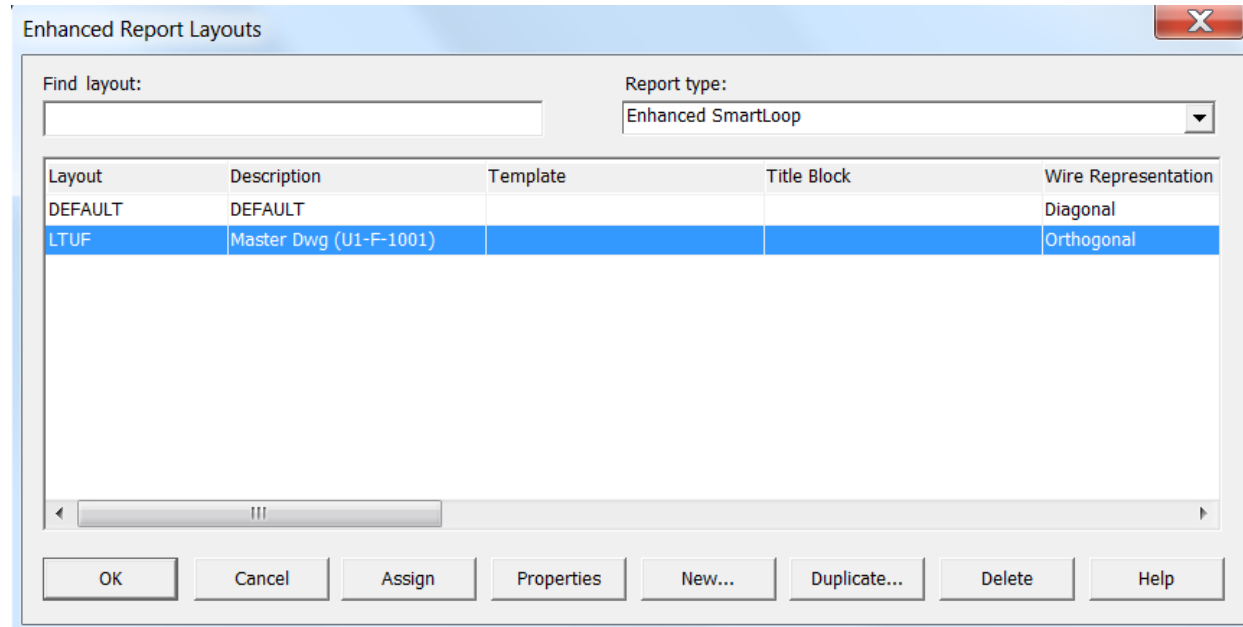 Enhanced Report Layouts
Find layout: Report type:
Enhanced SmartLoop
Layout Description Template Title Block Wire Representation
DEFAULT DEFAULT Diagonal
LTUF Master Dwg (U1-F-1001) Orthogonal
OK Cancel Assign Properties New... Duplicate... Delete Help